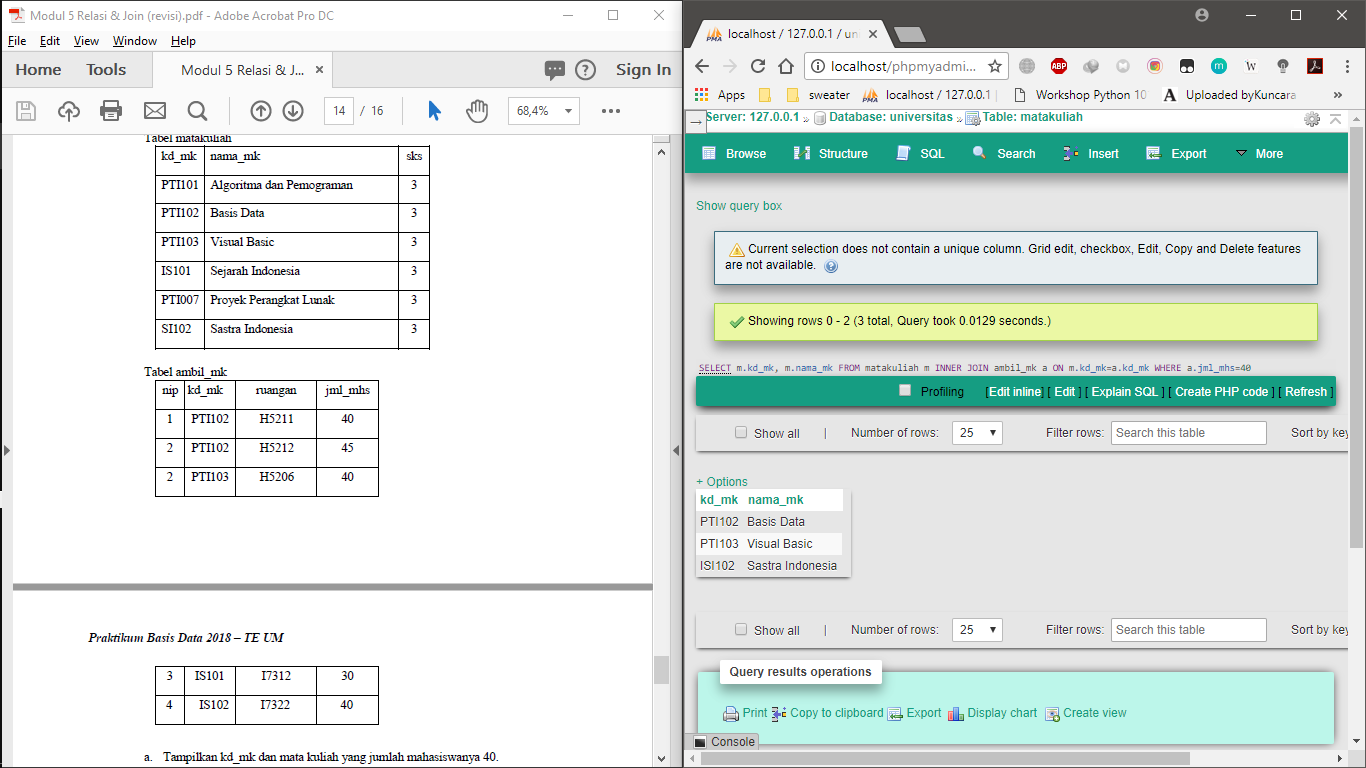 Modul 5 Relasi & Join (revisi).pdf - Adobe Acrobat Pro DC
File Edit View Window Help
Home Tools Modul 5 Relasi & J... × Sign In
14 / 16 68,4%
Tabel matakuliah
kd_mk nama_mk sks
PTI101 Algoritma dan Pemograman 3
PTI102 Basis Data 3
PTI103 Visual Basic 3
IS101 Sejarah Indonesia 3
PTI007 Proyek Perangkat Lunak 3
SI102 Sastra Indonesia 3
Tabel ambil_mk
nip kd_mk ruangan jml_mhs
1 PTI102 H5211 40
2 PTI102 H5212 45
2 PTI103 H5206 40
Praktikum Basis Data 2018 – TE UM
3 IS101 I7312 30
4 IS102 I7322 40
a. Tampilkan kd_mk dan mata kuliah yang jumlah mahasiswanya 40.
PMA localhost / 127.0.0.1 / un
localhost/phpmyadmi...
ABP m W
Apps sweater localhost / 127.0.0.1 | Workshop Python 10 A Uploaded byKuncara »
Server: 127.0.0.1 » Database: universitas » Table: matakuliah
Browse Structure SQL Search Insert Export More
Show query box
Current selection does not contain a unique column. Grid edit, checkbox, Edit, Copy and Delete features
are not available.
Showing rows 0 - 2 (3 total, Query took 0.0129 seconds.)
SELECT m.kd_mk, m.nama_mk FROM matakuliah m INNER JOIN ambil_mk a ON m.kd_mk=a.kd_mk WHERE a.jml_mhs=40
Profiling [Edit inline] [ Edit ] [ Explain SQL ] [ Create PHP code ] [ Refresh ]
Show all | Number of rows: 25 Filter rows: Search this table Sort by key
+ Options
kd_mk nama_mk
PTI102 Basis Data
PTI103 Visual Basic
ISI102 Sastra Indonesia
Show all | Number of rows: 25 Filter rows: Search this table Sort by key
Query results operations
Print Copy to clipboard Export Display chart Create view
Console